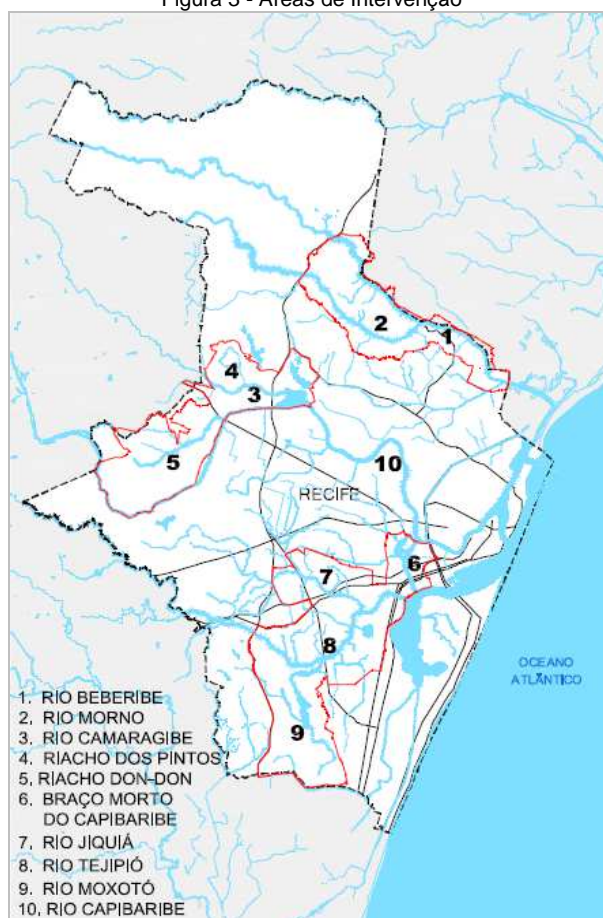 Figura 3 - Áreas de Intervenção
2
1
4
3
5
10
RECIFE
6
7
8
9
OCEANO
ATLÂNTICO
1. RIO BEBERIBE
2. RIO MORNO
3. RIO CAMARAGIBE
4. RIACHO DOS PINTOS
5, RIACHO DON-DON
6. BRAÇO MORTO
DO CAPIBARIBE
7, RIO JIQUIÁ
8, RIO TEJIPIÓ
9. RIO MOXOTÓ
10, RIO CAPIBARIBE